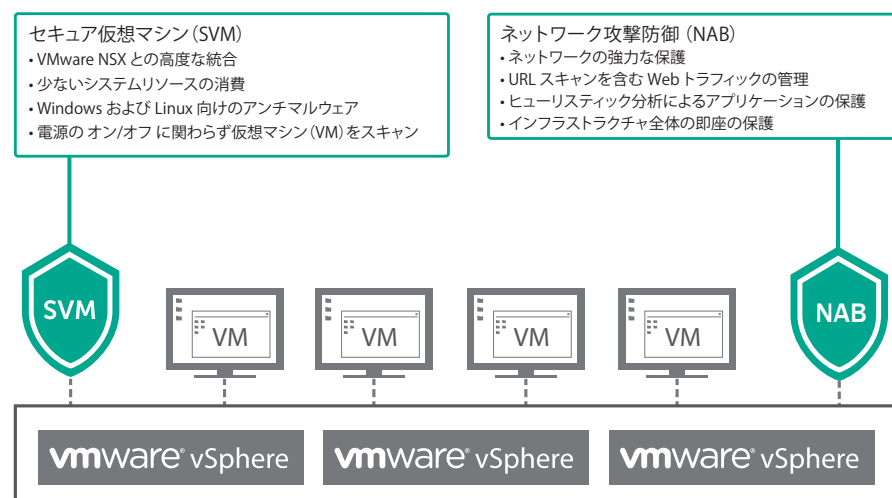 セキュア仮想マシン（SVM）
• VMware NSX との高度な統合
• 少ないシステムリソースの消費
• Windows および Linux 向けのアンチマルウェア
• 電源の オン/オフ に関わらず仮想マシン（VM）をスキャン
ネットワーク攻撃防御（NAB）
• ネットワークの強力な保護
• URL スキャンを含む Web トラフィックの管理
• ヒューリスティック分析によるアプリケーションの保護
• インフラストラクチャ全体の即座の保護
SVM
VM
VM
VM
VM
NAB
vmware® vSphere
vmware® vSphere
vmware® vSphere